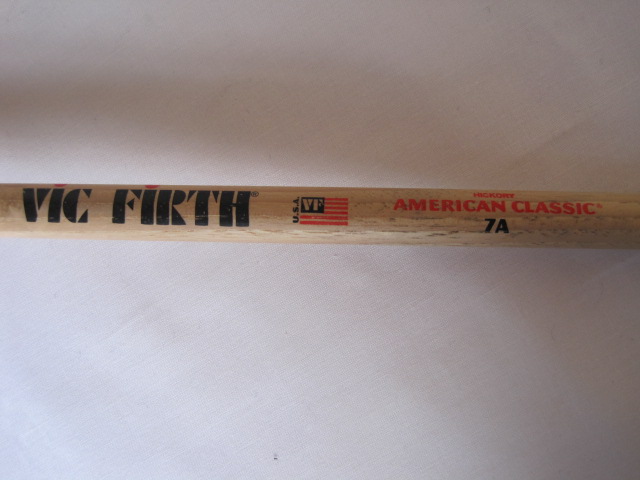 ViC FiRTH®
U.S.A.
VF
HICKORY
AMERICAN CLASSIC®
7A